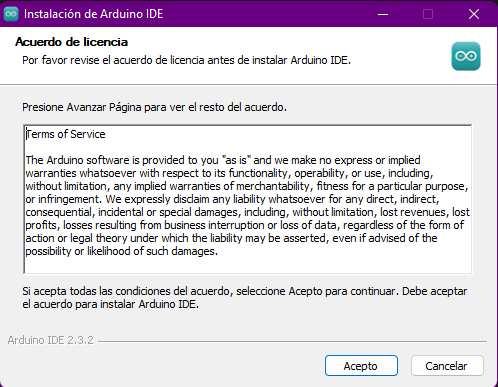 Instalación de Arduino IDE
Acuerdo de licencia
Por favor revise el acuerdo de licencia antes de instalar Arduino IDE.
Presione Avanzar Página para ver el resto del acuerdo.
Terms of Service
The Arduino software is provided to you "as is" and we make no express or implied
warranties whatsoever with respect to its functionality, operability, or use, including,
without limitation, any implied warranties of merchantability, fitness for a particular purpose,
or infringement. We expressly disclaim any liability whatsoever for any direct, indirect,
consequential, incidental or special damages, including, without limitation, lost revenues, lost
profits, losses resulting from business interruption or loss of data, regardless of the form of
action or legal theory under which the liability may be asserted, even if advised of the
possibility or likelihood of such damages.
Si acepta todas las condiciones del acuerdo, seleccione Acepto para continuar. Debe aceptar
el acuerdo para instalar Arduino IDE.
Arduino IDE 2.3.2
Acepto
Cancelar